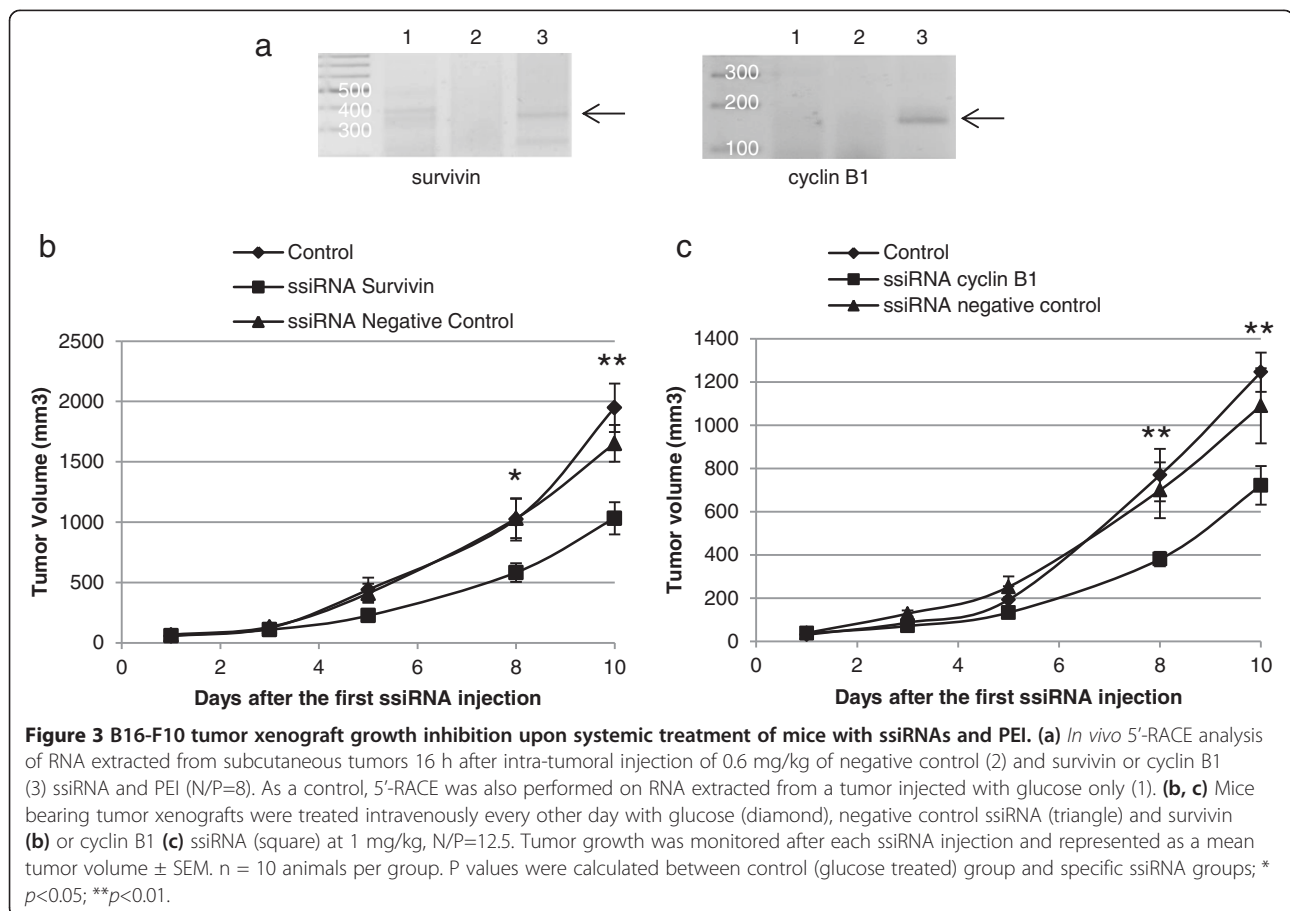 a
1 2 3
500
400
300
survivin
1 2 3
300
200
100
cyclin B1
b
Control
ssiRNA Survivin
ssiRNA Negative Control
Tumor Volume (mm3)
2500
2000
1500
1000
500
0
*
**
0 2 4 6 8 10
Days after the first ssiRNA injection
c
Control
ssiRNA cyclin B1
ssiRNA negative control
Tumor volume (mm3)
1400
1200
1000
800
600
400
200
0
**
**
0 2 4 6 8 10
Days after the first ssiRNA injection
Figure 3 B16-F10 tumor xenograft growth inhibition upon systemic treatment of mice with ssiRNAs and PEI. (a) In vivo 5'-RACE analysis
of RNA extracted from subcutaneous tumors 16 h after intra-tumoral injection of 0.6 mg/kg of negative control (2) and survivin or cyclin B1
(3) ssiRNA and PEI (N/P=8). As a control, 5'-RACE was also performed on RNA extracted from a tumor injected with glucose only (1). (b, c) Mice
bearing tumor xenografts were treated intravenously every other day with glucose (diamond), negative control ssiRNA (triangle) and survivin
(b) or cyclin B1 (c) ssiRNA (square) at 1 mg/kg, N/P=12.5. Tumor growth was monitored after each ssiRNA injection and represented as a mean
tumor volume ± SEM. n = 10 animals per group. P values were calculated between control (glucose treated) group and specific ssiRNA groups; *
p<0.05; **p<0.01.